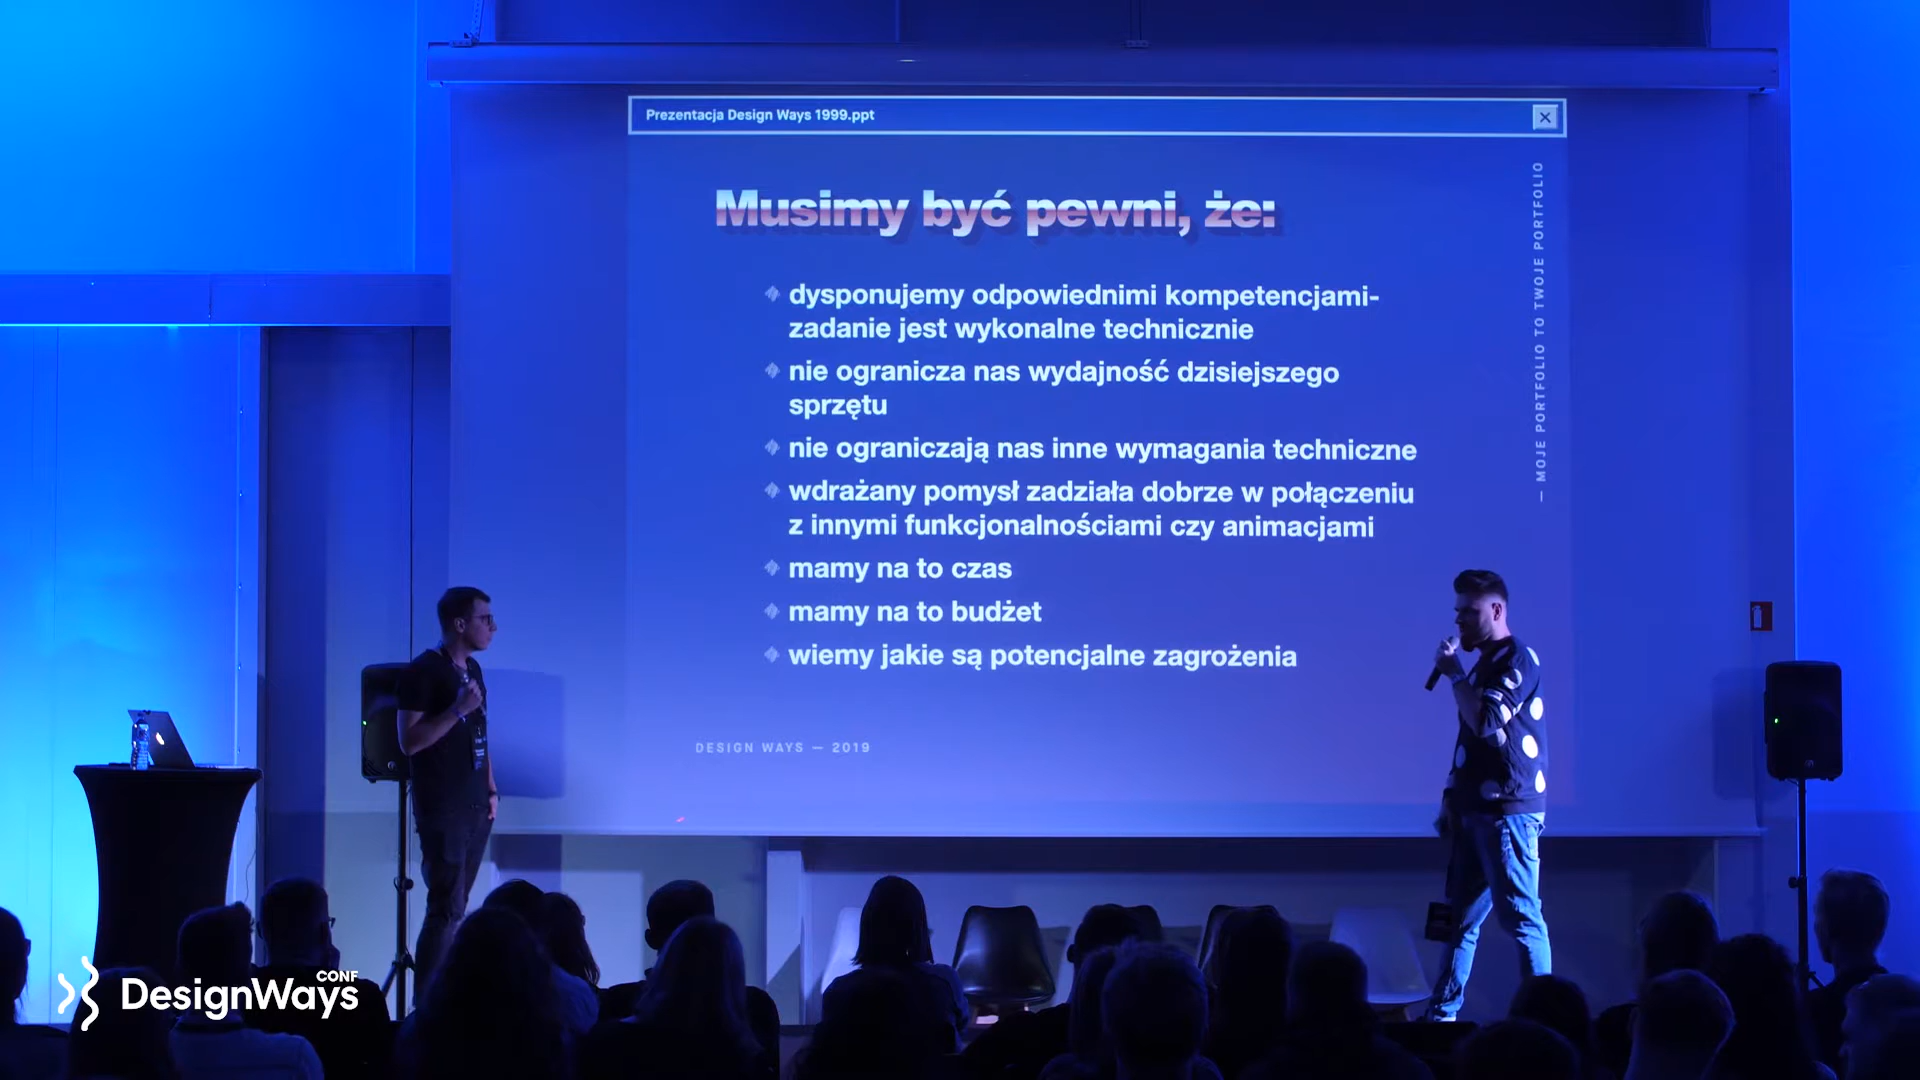 Prezentacja Design Ways 1999.ppt
Musimy być pewni, że:
dysponujemy odpowiednimi kompetencjami-
zadanie jest wykonalne technicznie
nie ogranicza nas wydajność dzisiejszego
sprzętu
nie ograniczają nas inne wymagania techniczne
wdrażany pomysł zadziała dobrze w połączeniu
z innymi funkcjonalnościami czy animacjami
mamy na to czas
mamy na to budżet
wiemy jakie są potencjalne zagrożenia
— MOJE PORTFOLIO TO TWOJE PORTFOLIO
DESIGN WAYS — 2019
DesignWays CONF